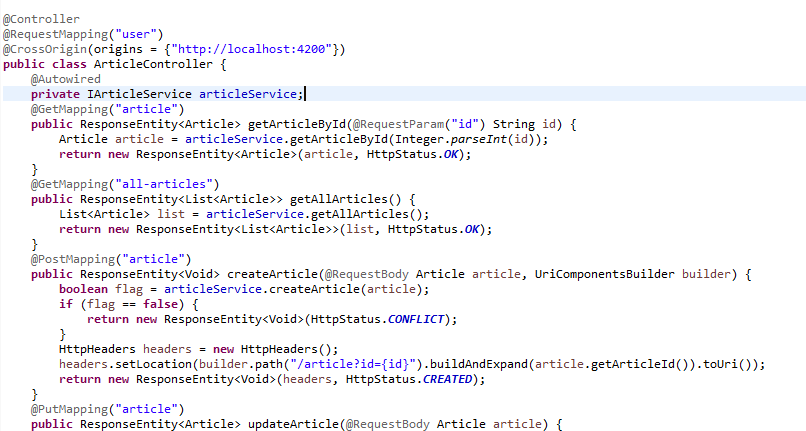 @Controller
@RequestMapping("user")
@CrossOrigin(origins = {"http://localhost:4200"})
public class ArticleController {
    @Autowired
    private IArticleService articleService;
    @GetMapping("article")
    public ResponseEntity<Article> getArticleById(@RequestParam("id") String id) {
        Article article = articleService.getArticleById(Integer.parseInt(id));
        return new ResponseEntity<Article>(article, HttpStatus.OK);
    }
    @GetMapping("all-articles")
    public ResponseEntity<List<Article>> getAllArticles() {
        List<Article> list = articleService.getAllArticles();
        return new ResponseEntity<List<Article>>(list, HttpStatus.OK);
    }
    @PostMapping("article")
    public ResponseEntity<Void> createArticle(@RequestBody Article article, UriComponentsBuilder builder) {
        boolean flag = articleService.createArticle(article);
        if (flag == false) {
            return new ResponseEntity<Void>(HttpStatus.CONFLICT);
        }
        HttpHeaders headers = new HttpHeaders();
        headers.setLocation(builder.path("/article?id={id}").buildAndExpand(article.getArticleId()).toUri());
        return new ResponseEntity<Void>(headers, HttpStatus.CREATED);
    }
    @PutMapping("article")
    public ResponseEntity<Article> updateArticle(@RequestBody Article article) {